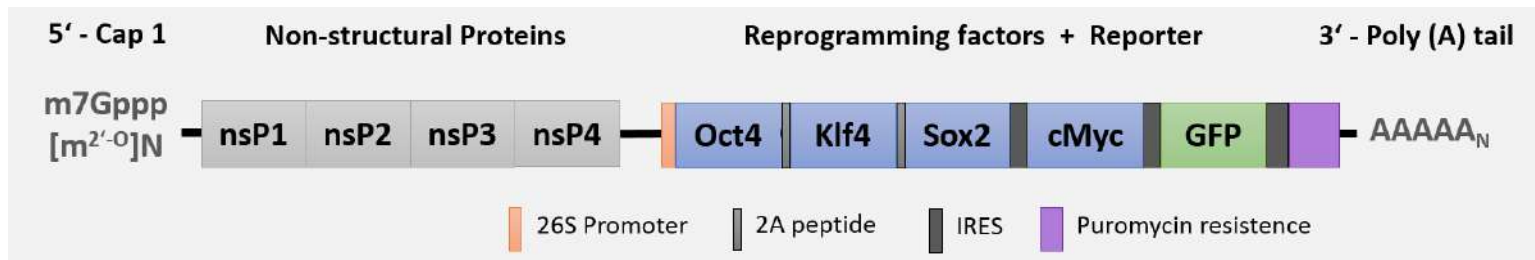 5‘ - Cap 1 Non-structural Proteins Reprogramming factors + Reporter 3‘ - Poly (A) tail
m7Gppp
[m2‘-O]N nsP1 nsP2 nsP3 nsP4 Oct4 Klf4 Sox2 cMyc GFP AAAAAN
26S Promoter 2A peptide IRES Puromycin resistence